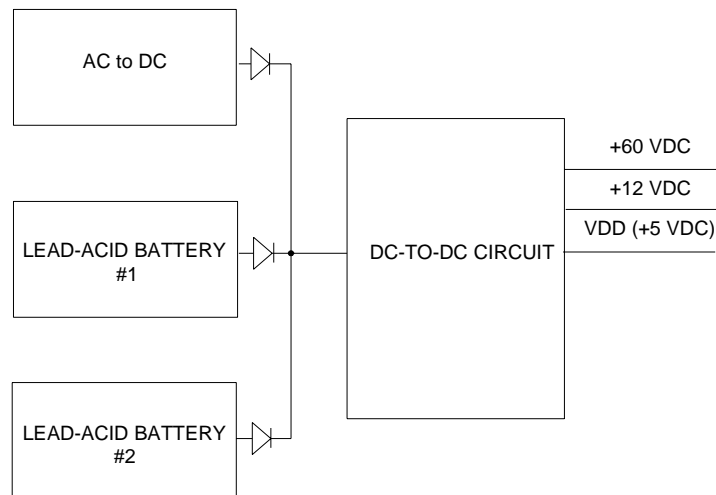 AC to DC
LEAD-ACID BATTERY
#1
LEAD-ACID BATTERY
#2
DC-TO-DC CIRCUIT
+60 VDC
+12 VDC
VDD (+5 VDC)